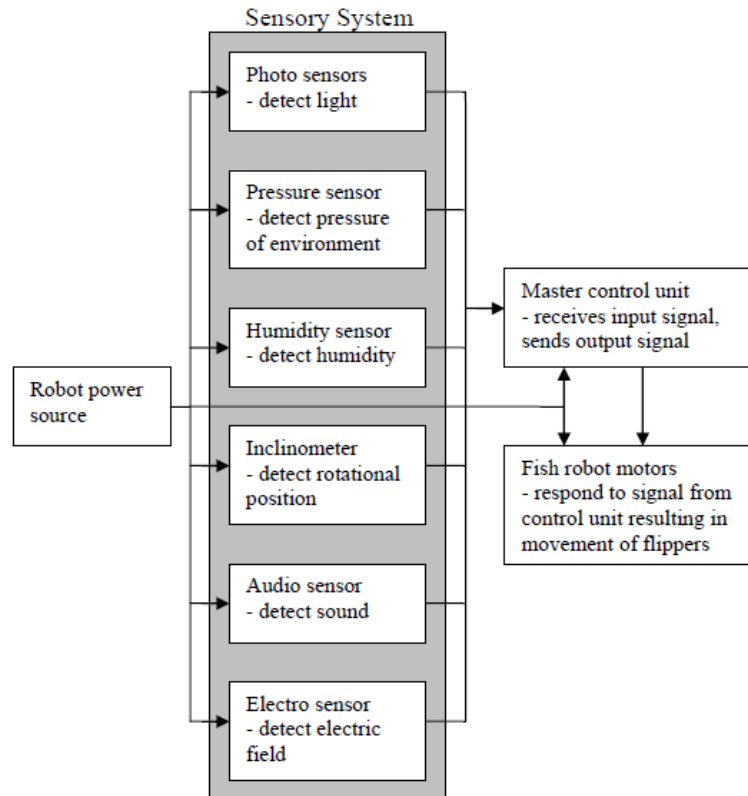 Sensory System
Photo sensors
- detect light
Pressure sensor
- detect pressure
of environment
Humidity sensor
- detect humidity
Robot power
source
Inclinometer
- detect rotational
position
Audio sensor
- detect sound
Electro sensor
- detect electric
field
Master control unit
- receives input signal,
sends output signal
Fish robot motors
- respond to signal from
control unit resulting in
movement of flippers